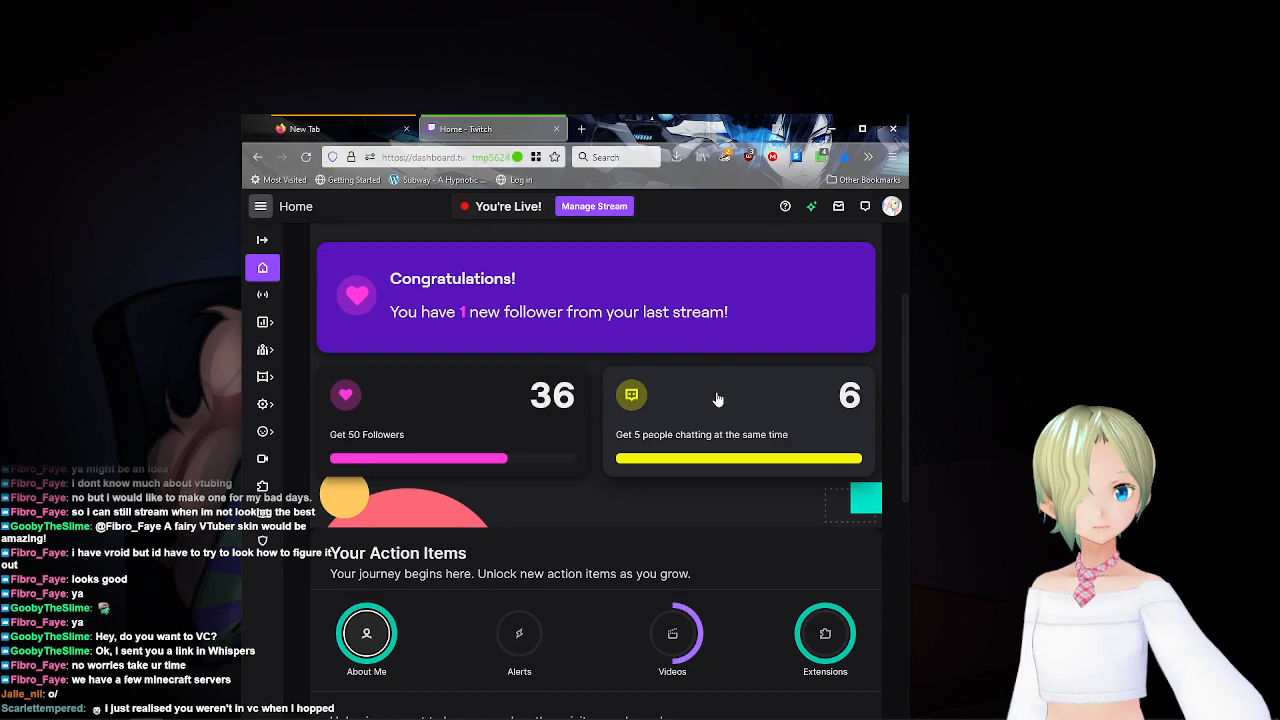 New Tab
Home - Twitch
https://dashboard.tw
tmp5624
Search
Most Visited
Getting Started
Subway - A Hypnotic ...
Log in
Other Bookmarks
Home
You're Live!
Manage Stream
Congratulations!
You have 1 new follower from your last stream!
36
Get 50 Followers
6
Get 5 people chatting at the same time
Your Action Items
Your journey begins here. Unlock new action items as you grow.
About Me
Alerts
Videos
Extensions
Fibro_Faye: ya might be an idea
Fibro_Faye: i dont know much about vtubing
Fibro_Faye: no but i would like to make one for my bad days.
Fibro_Faye: so i can still stream when im not looking the best
GoobyTheSlime: @Fibro_Faye A fairy VTuber skin would be
amazing!
Fibro_Faye: i have vroid but id have to try to look how to figure it
out
Fibro_Faye: looks good
Fibro_Faye: ya
GoobyTheSlime:
Fibro_Faye: ya
GoobyTheSlime: Hey, do you want to VC?
GoobyTheSlime: Ok, I sent you a link in Whispers
Fibro_Faye: no worries take ur time
Fibro_Faye: we have a few minecraft servers
Jalle_nii: o/
Scarlettempered: i just realised you weren't in vc when I hopped